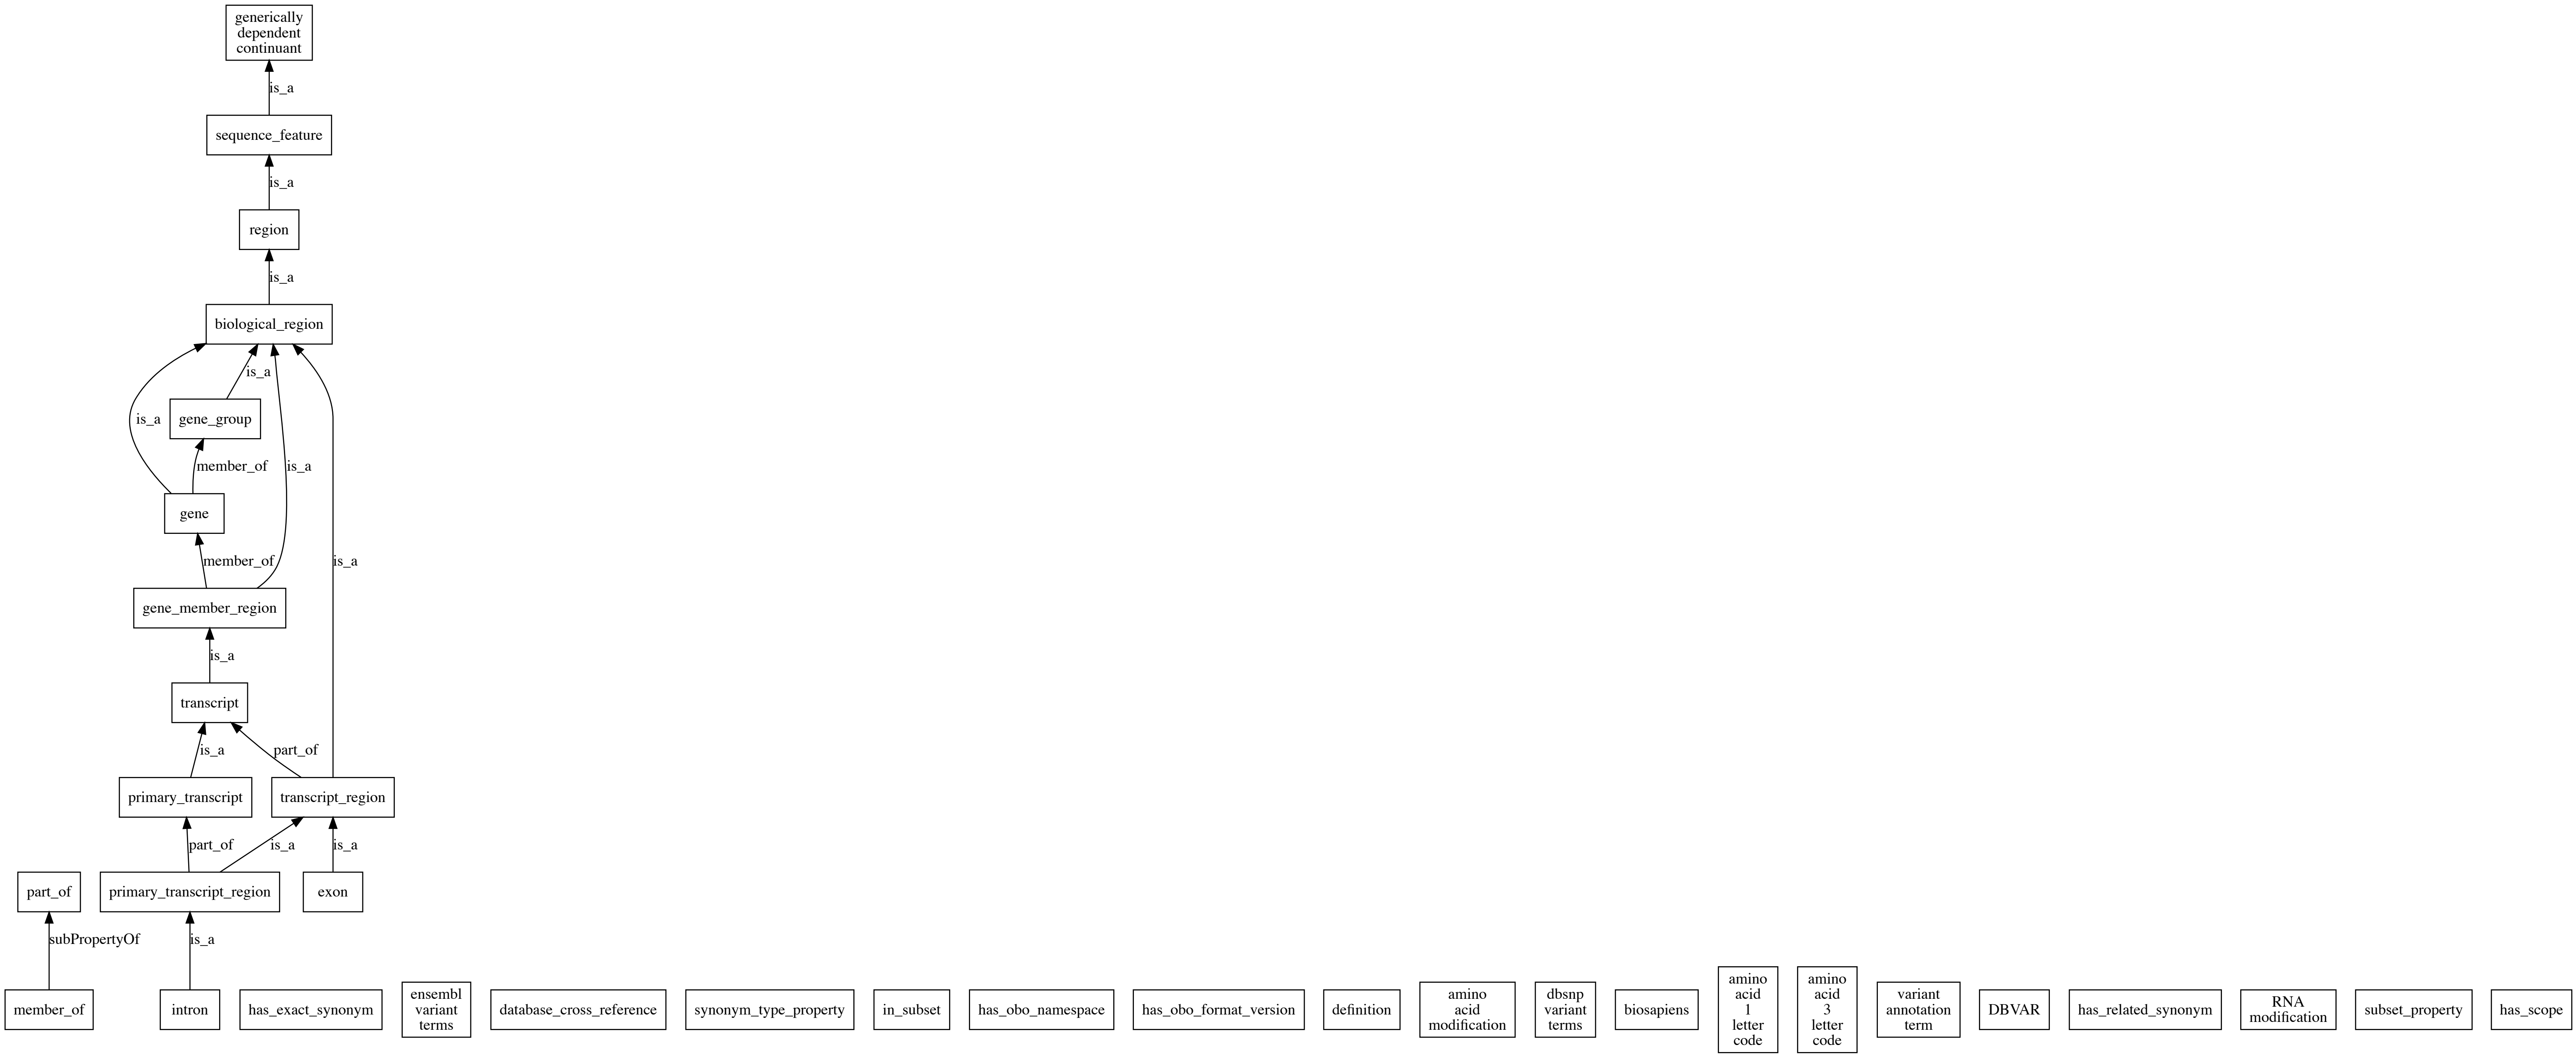 generically
dependent
continuant
is_a
sequence_feature
is_a
region
is_a
biological_region
is_a
gene_group
is_a
member_of
is_a
gene
member_of
is_a
gene_member_region
is_a
transcript
is_a
part_of
primary_transcript
transcript_region
part_of
is_a
is_a
part_of
primary_transcript_region
exon
subPropertyOf
is_a
member_of
intron
has_exact_synonym
ensembl
variant
terms
database_cross_reference
synonym_type_property
in_subset
has_obo_namespace
has_obo_format_version
definition
amino
acid
modification
dbsnp
variant
terms
biosapiens
amino
acid
1
letter
code
amino
acid
3
letter
code
variant
annotation
term
DBVAR
has_related_synonym
RNA
modification
subset_property
has_scope